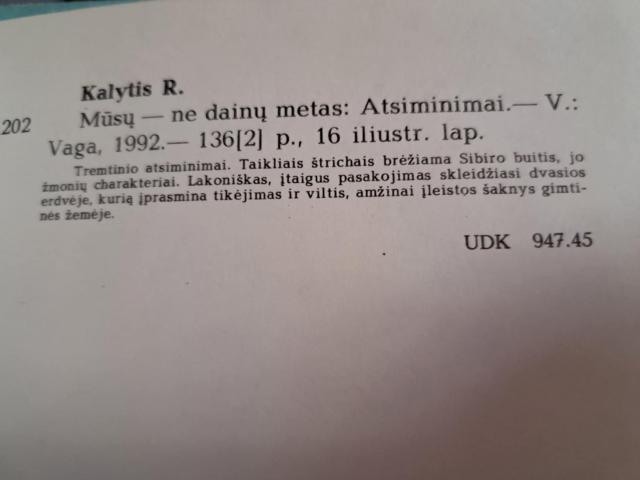 Kalytis R.
202 Mūsų — ne dainų metas: Atsiminimai.— V.:
Vaga, 1992.— 136[2] p., 16 iliustr. lap.
Tremtinio atsiminimai. Taikliais štrichais brėžiama Sibiro buitis, jo
žmonių charakteriai. Lakoniškas, įtaigus pasakojimas skleidžiasi dvasios
erdvėje, kurią įprasmina tikėjimas ir viltis, amžinai įleistos šaknys gimti-
nės žemėje.
UDK 947.45